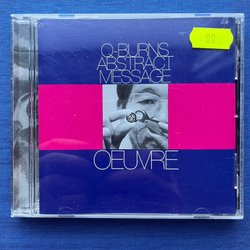 Q-BURNS
ABSTRACT
MESSAGE
OEUVRE